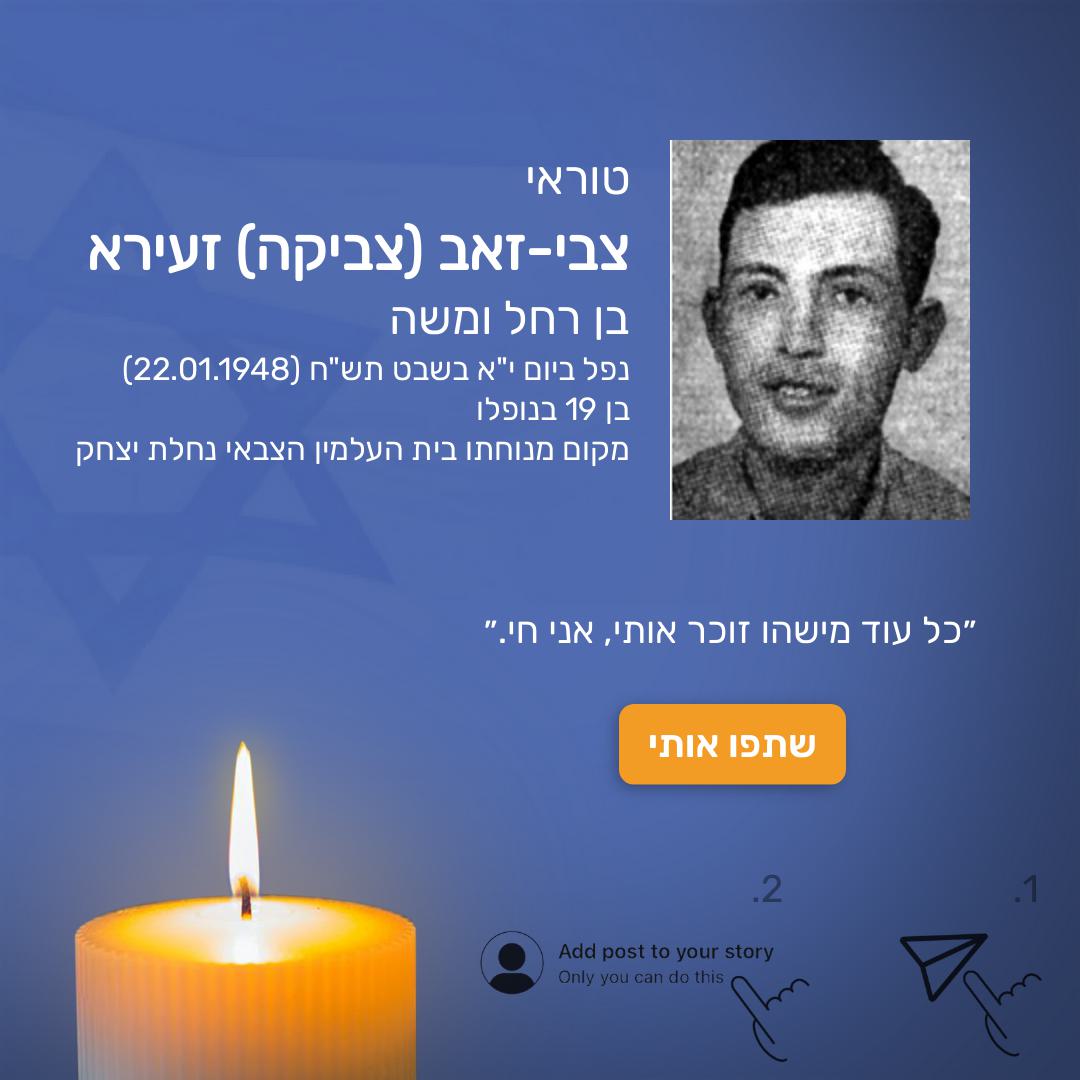 טוראי
צבי-זאב (צביקה) זעירא
בן רחל ומשה
נפל ביום י"א בשבט תש"ח (22.01.1948)
בן 19 בנופלו
מקום מנוחתו בית העלמין הצבאי נחלת יצחק
״כל עוד מישהו זוכר אותי, אני חי.״
שתפו אותי
1.
2.
Add post to your story
Only you can do this